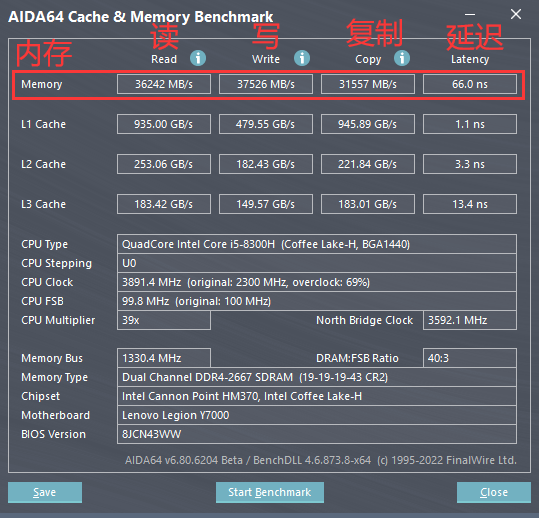 AIDA64 Cache & Memory Benchmark
内存 读 写 复制 延迟
Read Write Copy Latency
Memory 36242 MB/s 37526 MB/s 31557 MB/s 66.0 ns
L1 Cache 935.00 GB/s 479.55 GB/s 945.89 GB/s 1.1 ns
L2 Cache 253.06 GB/s 182.43 GB/s 221.84 GB/s 3.3 ns
L3 Cache 183.42 GB/s 149.57 GB/s 183.01 GB/s 13.4 ns
CPU Type QuadCore Intel Core i5-8300H (Coffee Lake-H, BGA1440)
CPU Stepping U0
CPU Clock 3891.4 MHz (original: 2300 MHz, overclock: 69%)
CPU FSB 99.8 MHz (original: 100 MHz)
CPU Multiplier 39x North Bridge Clock 3592.1 MHz
Memory Bus 1330.4 MHz DRAM:FSB Ratio 40:3
Memory Type Dual Channel DDR4-2667 SDRAM (19-19-19-43 CR2)
Chipset Intel Cannon Point HM370, Intel Coffee Lake-H
Motherboard Lenovo Legion Y7000
BIOS Version 8JCN43WW
AIDA64 v6.80.6204 Beta / BenchDLL 4.6.873.8-x64 (c) 1995-2022 FinalWire Ltd.
Save Start Benchmark Close